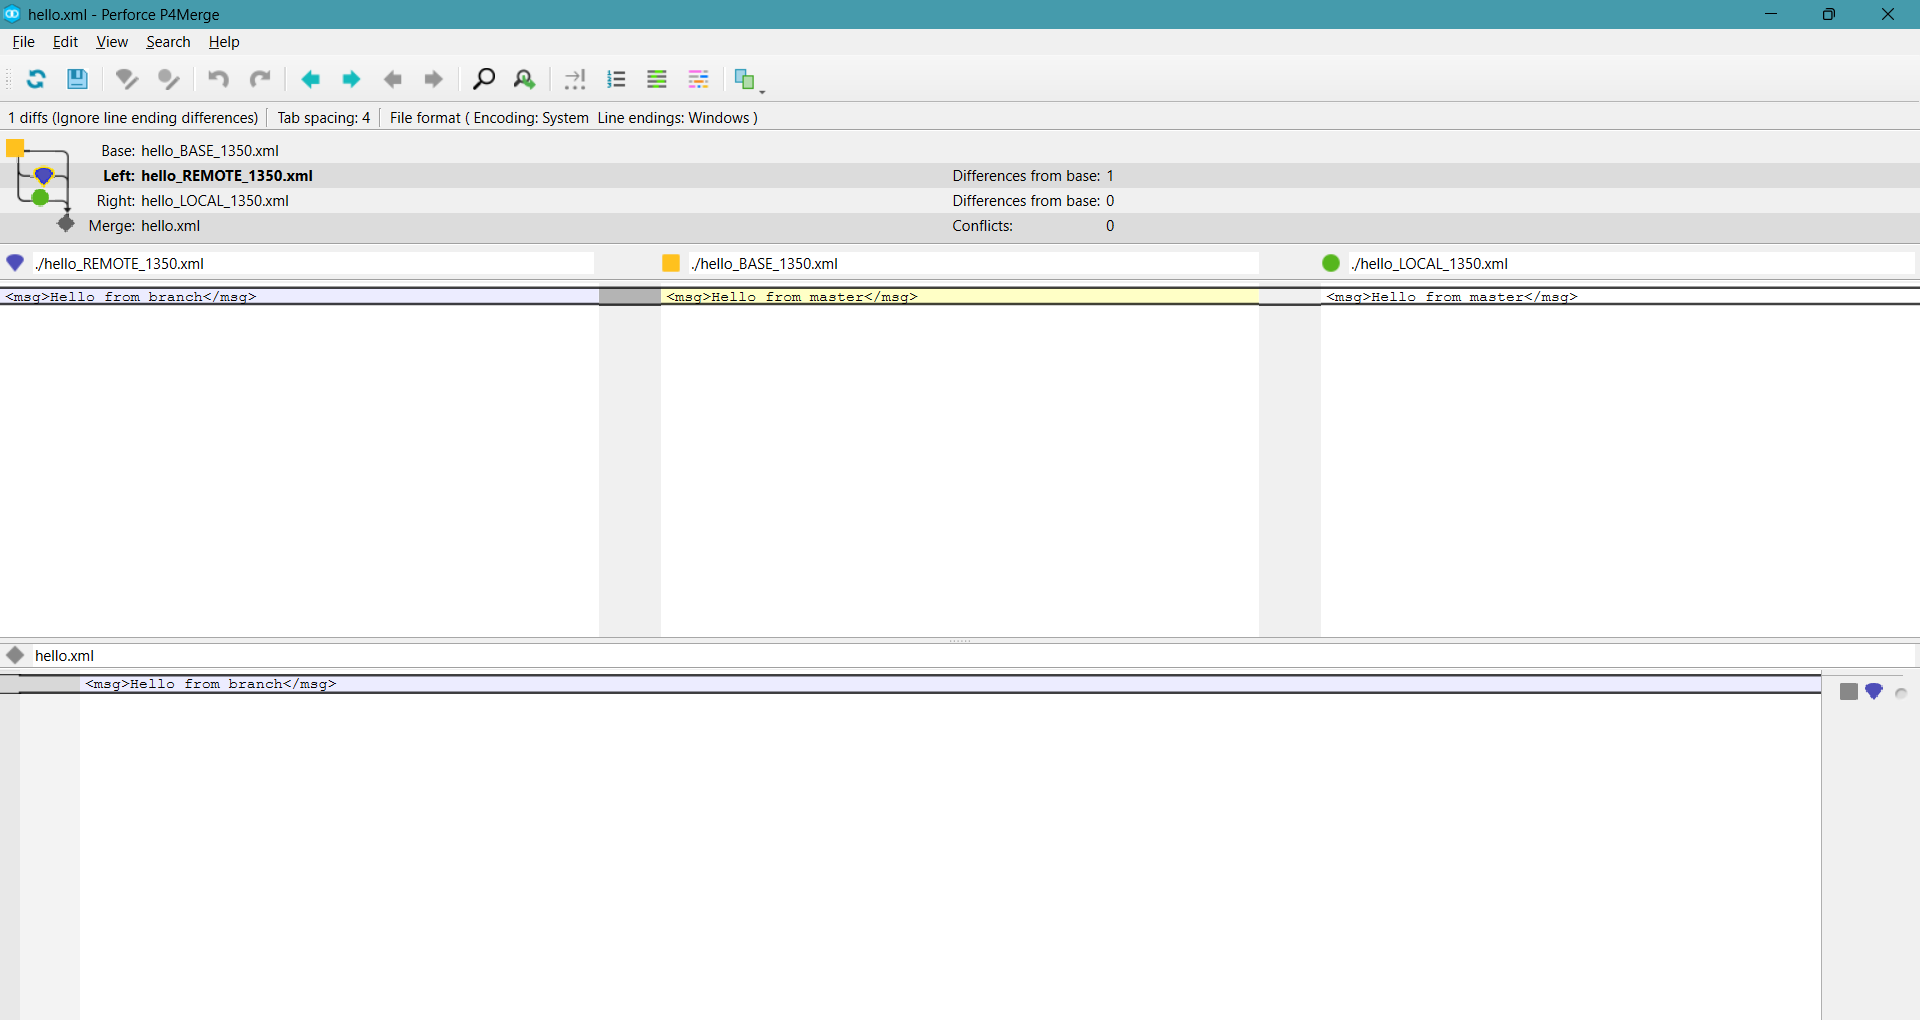 hello.xml - Perforce P4Merge
File Edit View Search Help
1 diffs (Ignore line ending differences) Tab spacing: 4 File format ( Encoding: System Line endings: Windows )
Base: hello_BASE_1350.xml
Left: hello_REMOTE_1350.xml Differences from base: 1
Right: hello_LOCAL_1350.xml Differences from base: 0
Merge: hello.xml Conflicts: 0
./hello_REMOTE_1350.xml ./hello_BASE_1350.xml ./hello_LOCAL_1350.xml
<msg>Hello from branch</msg> <msg>Hello from master</msg> <msg>Hello from master</msg>
hello.xml
<msg>Hello from branch</msg>